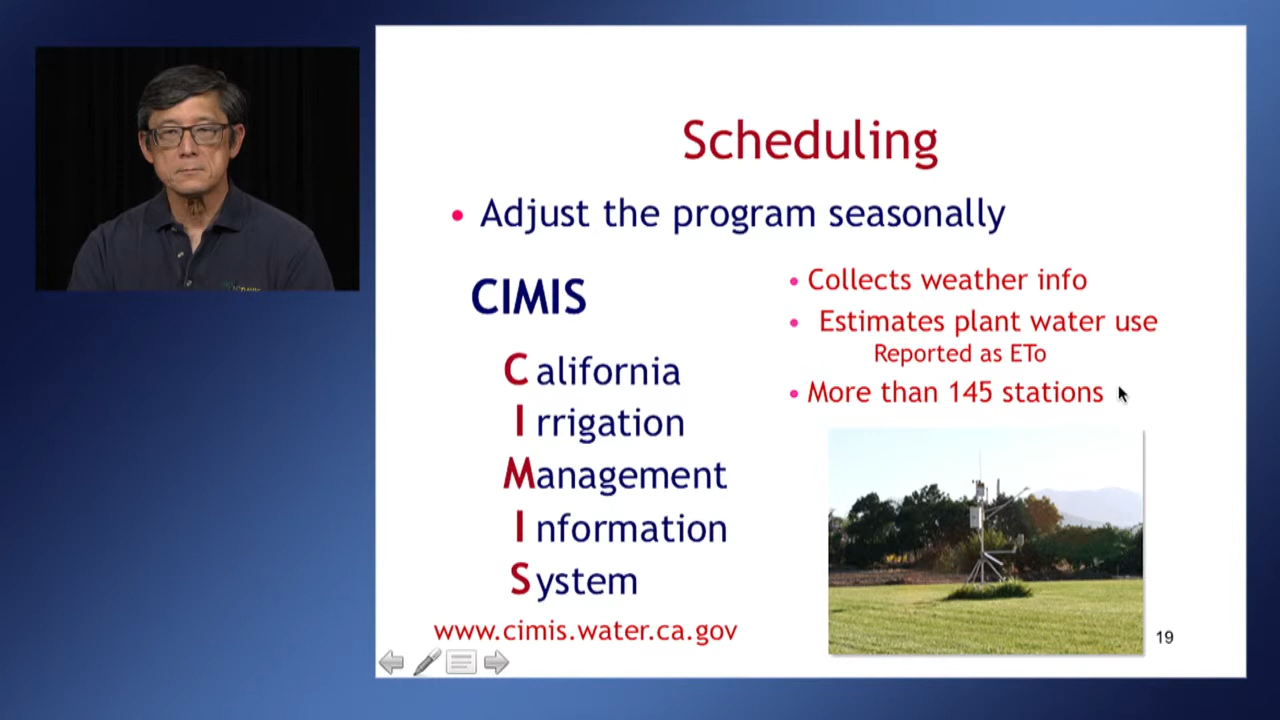 Scheduling
• Adjust the program seasonally
CIMIS
California
Irrigation
Management
Information
System
www.cimis.water.ca.gov
• Collects weather info
• Estimates plant water use
Reported as ETo
• More than 145 stations
19